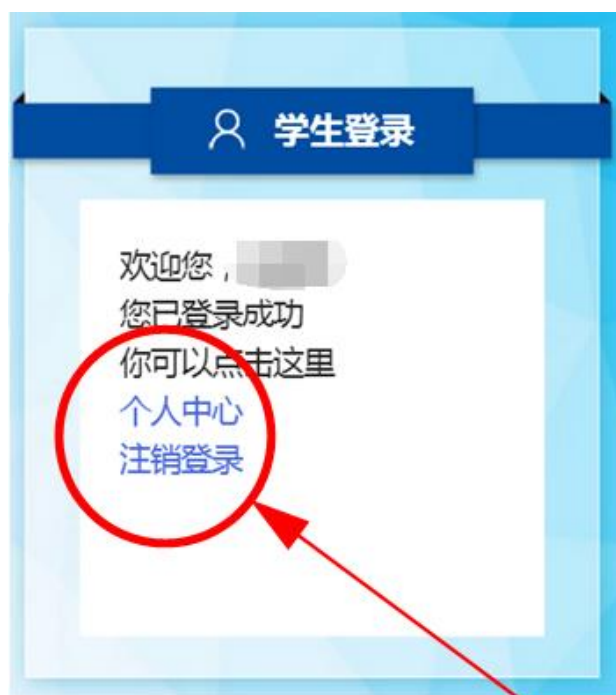 学生登录
欢迎您，
您已登录成功
你可以点击这里
个人中心
注销登录